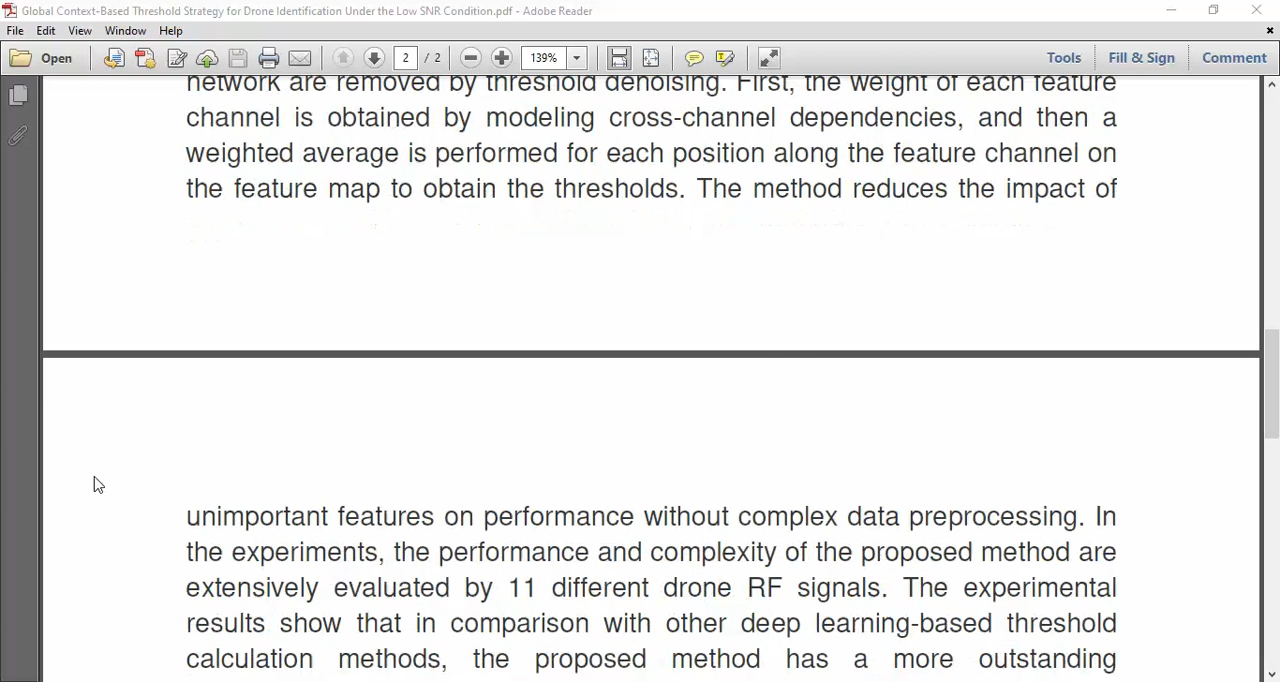 Global Context-Based Threshold Strategy for Drone Identification Under the Low SNR Condition.pdf - Adobe Reader
File Edit View Window Help
Open 2 / 2 139% Tools Fill & Sign Comment
network are removed by threshold denoising. First, the weight of each feature
channel is obtained by modeling cross-channel dependencies, and then a
weighted average is performed for each position along the feature channel on
the feature map to obtain the thresholds. The method reduces the impact of
unimportant features on performance without complex data preprocessing. In
the experiments, the performance and complexity of the proposed method are
extensively evaluated by 11 different drone RF signals. The experimental
results show that in comparison with other deep learning-based threshold
calculation methods, the proposed method has a more outstanding